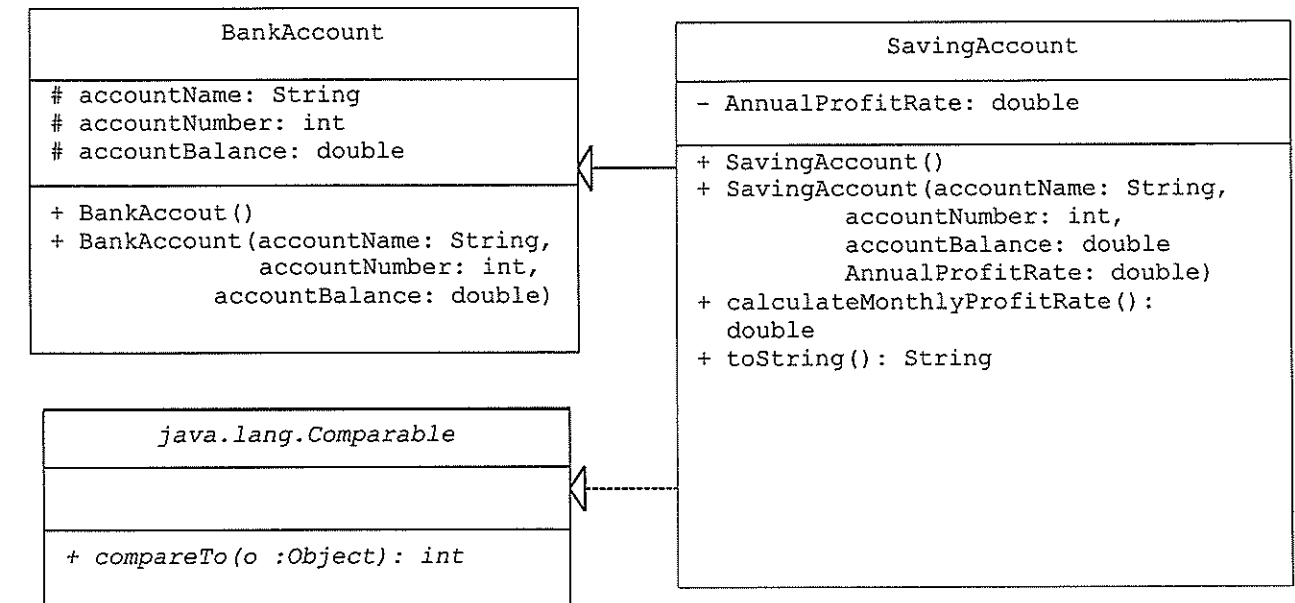 BankAccount
# accountName: String
# accountNumber: int
# accountBalance: double
+ BankAccout()
+ BankAccount(accountName: String,
accountNumber: int,
accountBalance: double)
SavingAccount
- AnnualProfitRate: double
+ SavingAccount()
+ SavingAccount(accountName: String,
accountNumber: int,
accountBalance: double
AnnualProfitRate: double)
+ calculateMonthlyProfitRate():
double
+ toString(): String
java.lang.Comparable
+ compareTo(o :Object): int